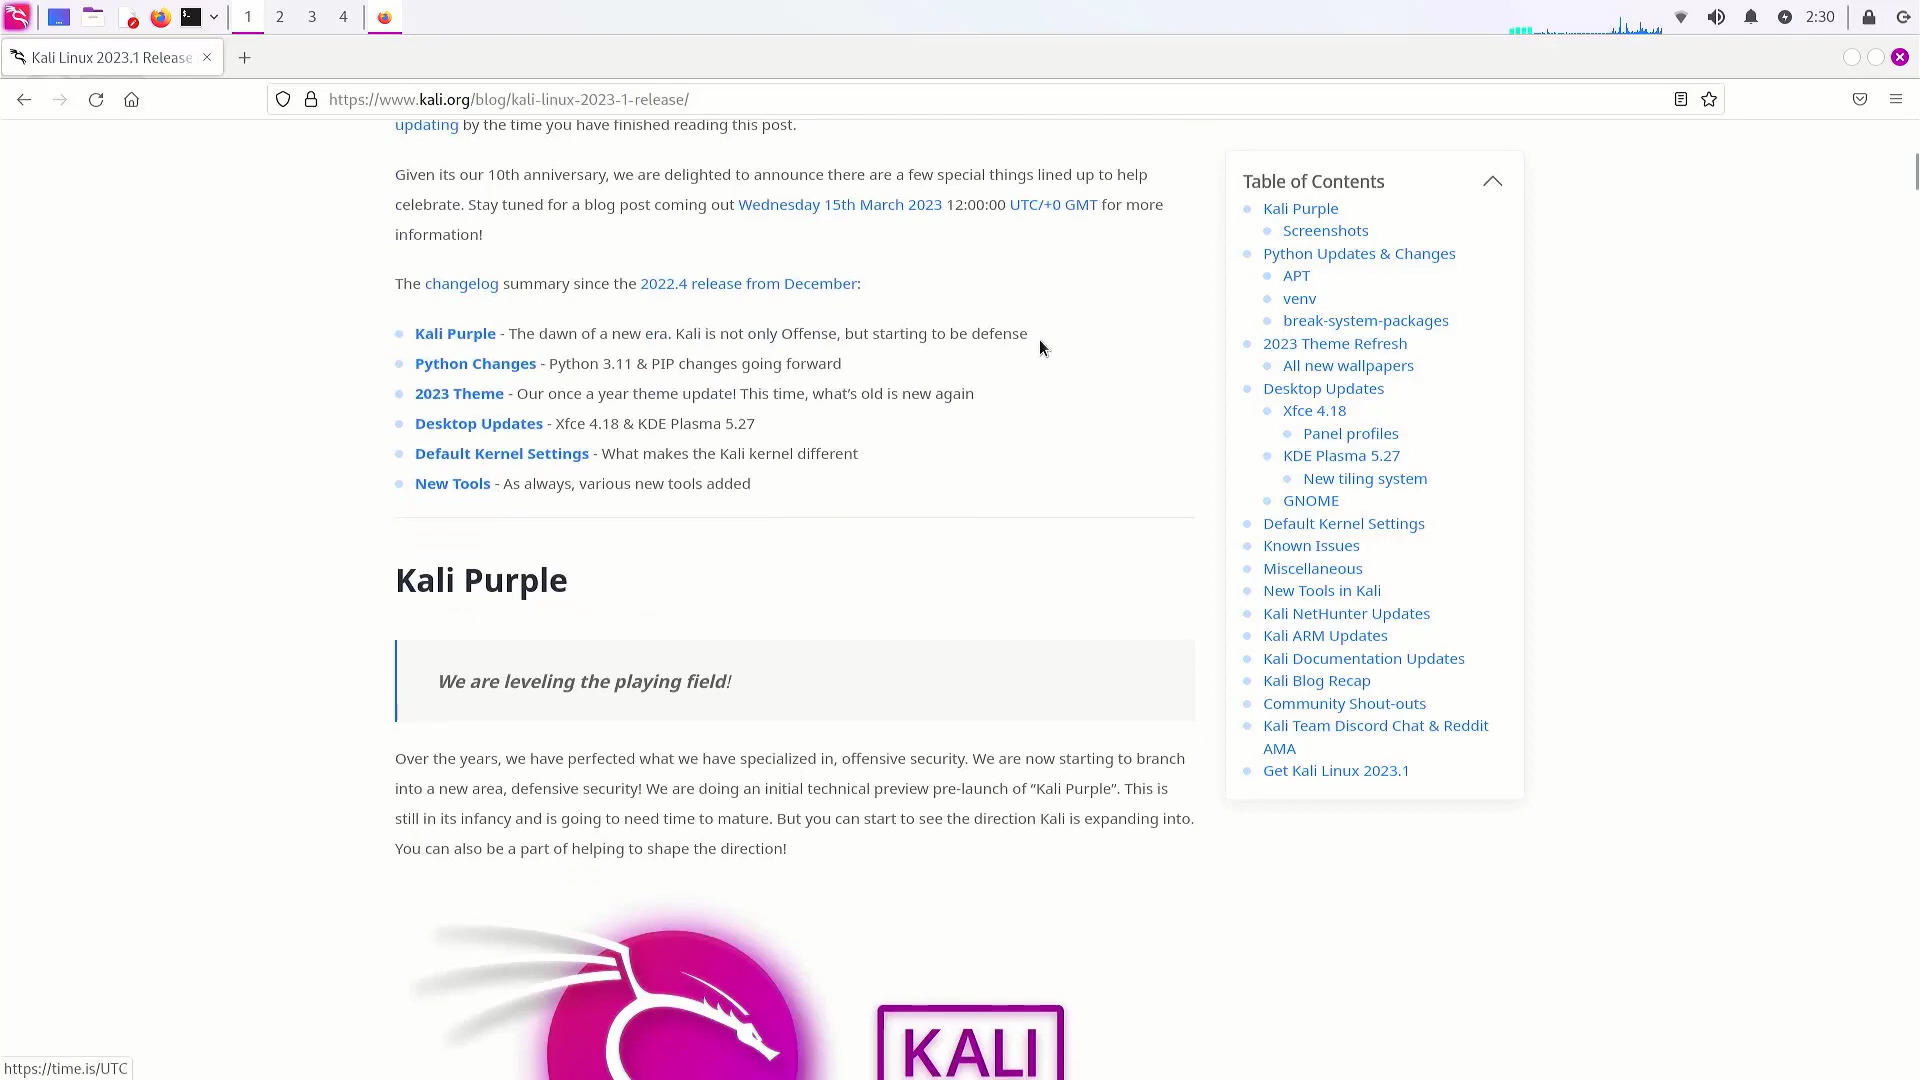 1 2 3 4
2:30
Kali Linux 2023.1 Release
https://www.kali.org/blog/kali-linux-2023-1-release/
updating by the time you have finished reading this post.
Given its our 10th anniversary, we are delighted to announce there are a few special things lined up to help
celebrate. Stay tuned for a blog post coming out Wednesday 15th March 2023 12:00:00 UTC/+0 GMT for more
information!
The changelog summary since the 2022.4 release from December:
Kali Purple - The dawn of a new era. Kali is not only Offense, but starting to be defense
Python Changes - Python 3.11 & PIP changes going forward
2023 Theme - Our once a year theme update! This time, what’s old is new again
Desktop Updates - Xfce 4.18 & KDE Plasma 5.27
Default Kernel Settings - What makes the Kali kernel different
New Tools - As always, various new tools added
Kali Purple
We are leveling the playing field!
Over the years, we have perfected what we have specialized in, offensive security. We are now starting to branch
into a new area, defensive security! We are doing an initial technical preview pre-launch of “Kali Purple”. This is
still in its infancy and is going to need time to mature. But you can start to see the direction Kali is expanding into.
You can also be a part of helping to shape the direction!
KALI
Table of Contents
Kali Purple
Screenshots
Python Updates & Changes
APT
venv
break-system-packages
2023 Theme Refresh
All new wallpapers
Desktop Updates
Xfce 4.18
Panel profiles
KDE Plasma 5.27
New tiling system
GNOME
Default Kernel Settings
Known Issues
Miscellaneous
New Tools in Kali
Kali NetHunter Updates
Kali ARM Updates
Kali Documentation Updates
Kali Blog Recap
Community Shout-outs
Kali Team Discord Chat & Reddit
AMA
Get Kali Linux 2023.1
https://time.is/UTC